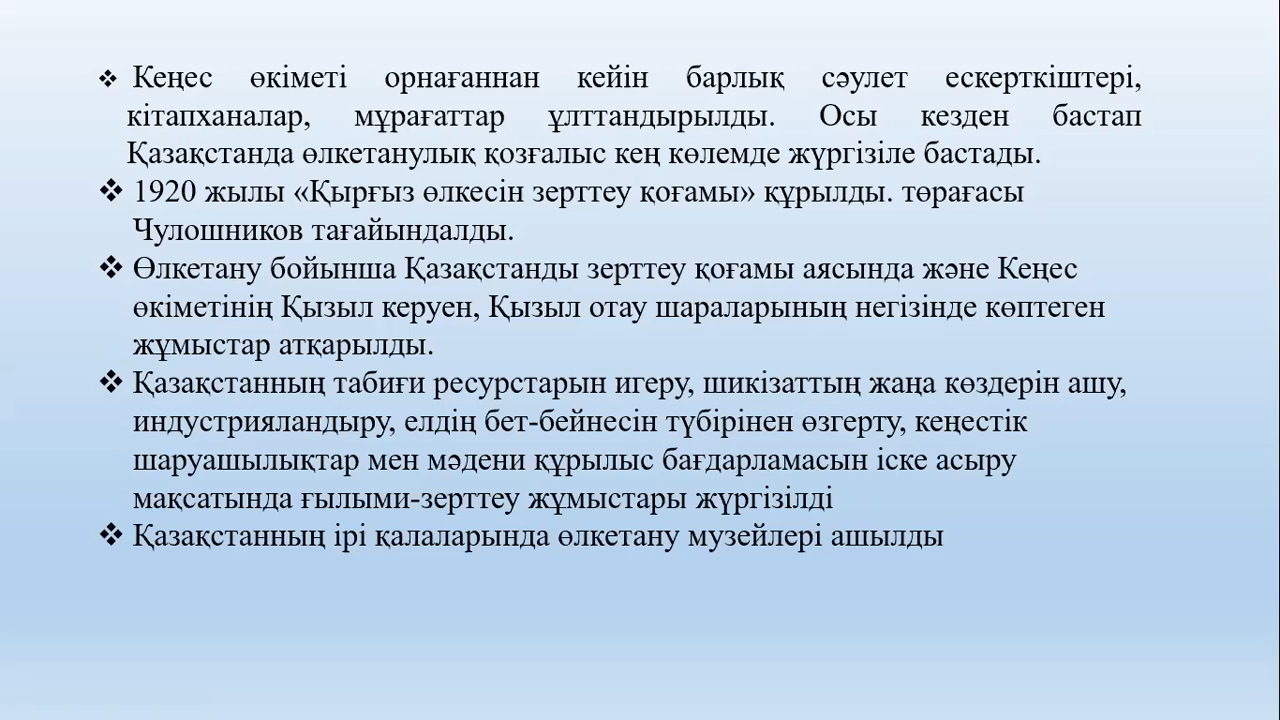 ❖ Кеңес өкіметі орнағаннан кейін барлық сәулет ескерткіштері,
кітапханалар, мұрағаттар ұлттандырылды. Осы кезден бастап
Қазақстанда өлкетанулық қозғалыс кең көлемде жүргізіле бастады.
❖ 1920 жылы «Қырғыз өлкесін зерттеу қоғамы» құрылды. төрағасы
Чулошников тағайындалды.
❖ Өлкетану бойынша Қазақстанды зерттеу қоғамы аясында және Кеңес
өкіметінің Қызыл керуен, Қызыл отау шараларының негізінде көптеген
жұмыстар атқарылды.
❖ Қазақстанның табиғи ресурстарын игеру, шикізаттың жаңа көздерін ашу,
индустрияландыру, елдің бет-бейнесін түбірінен өзгерту, кеңестік
шаруашылықтар мен мәдени құрылыс бағдарламасын іске асыру
мақсатында ғылыми-зерттеу жұмыстары жүргізілді
❖ Қазақстанның ірі қалаларында өлкетану музейлері ашылды